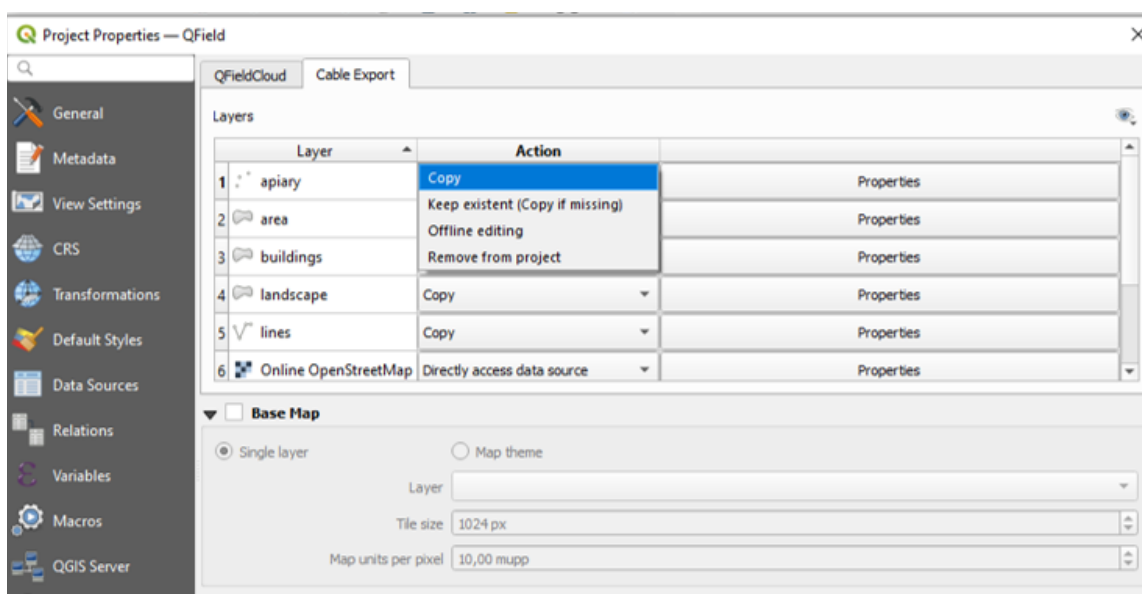 Project Properties — QField
QFieldCloud
Cable Export
General
Metadata
View Settings
CRS
Transformations
Default Styles
Data Sources
Relations
Variables
Macros
QGIS Server
Layers
Layer Action
1 apiary Properties
2 area Properties
3 buildings Properties
Copy
Keep existent (Copy if missing)
Offline editing
Remove from project
4 landscape Copy Properties
5 lines Copy Properties
6 Online OpenStreetMap Directly access data source Properties
Base Map
Single layer Map theme
Layer
Tile size 1024 px
Map units per pixel 10,00 mupp